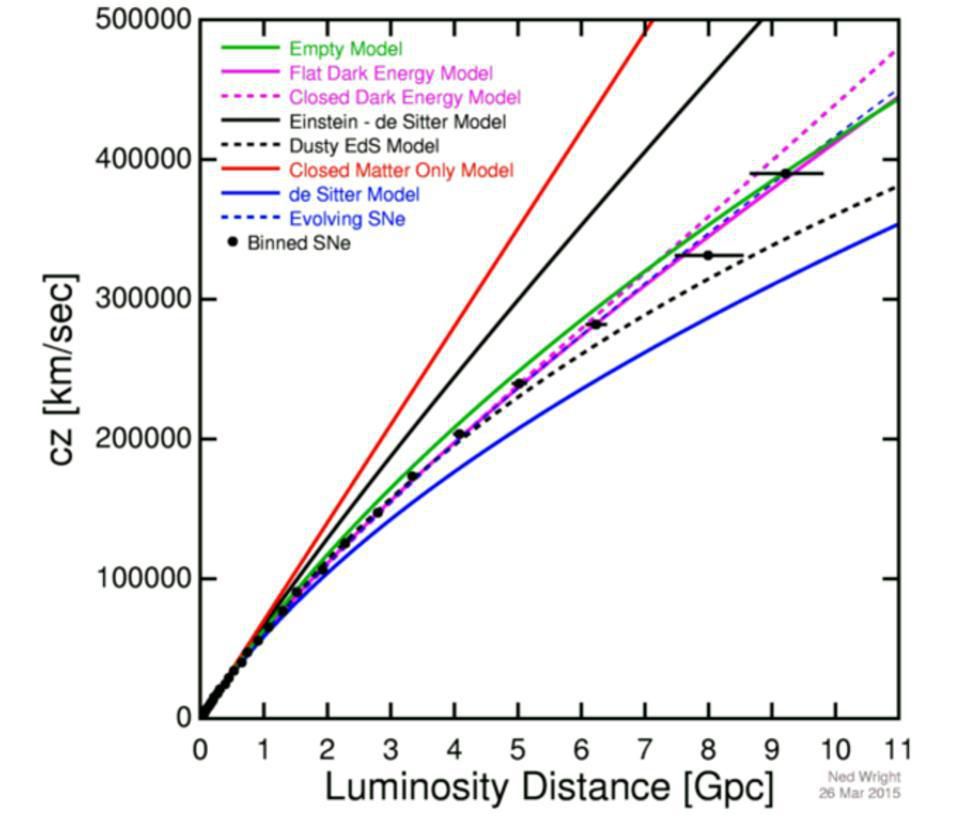 500000
400000
300000
200000
100000
0
cz [km/sec]
Empty Model
Flat Dark Energy Model
Closed Dark Energy Model
Einstein - de Sitter Model
Dusty EdS Model
Closed Matter Only Model
de Sitter Model
Evolving SNe
Binned SNe
0 1 2 3 4 5 6 7 8 9 10 11
Luminosity Distance [Gpc]
Ned Wright
26 Mar 2015